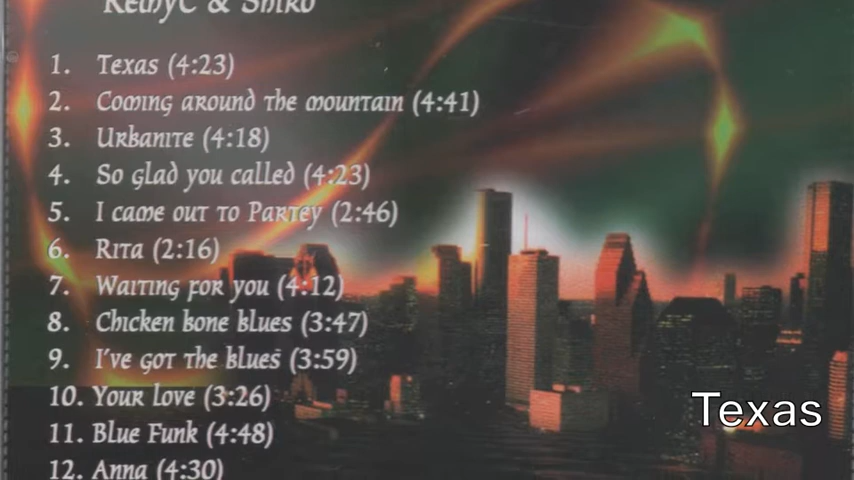 KennyC & Shiko
1. Texas (4:23)
2. Coming around the mountain (4:41)
3. Urbanite (4:18)
4. So glad you called (4:23)
5. I came out to Partey (2:46)
6. Rita (2:16)
7. Waiting for you (4:12)
8. Chicken bone blues (3:47)
9. I've got the blues (3:59)
10. Your love (3:26)
11. Blue Funk (4:48)
12. Anna (4:30)
Texas